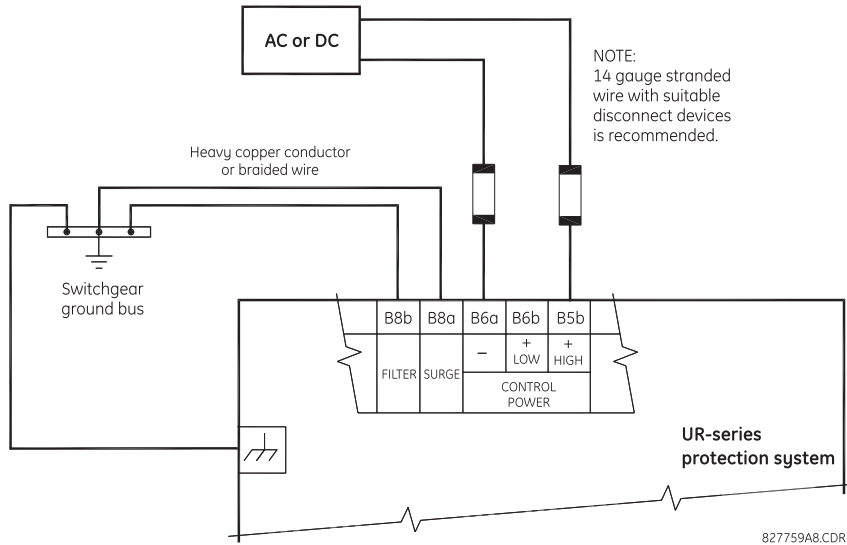 AC or DC
NOTE:
14 gauge stranded
wire with suitable
disconnect devices
is recommended.
Heavy copper conductor
or braided wire
Switchgear
ground bus
B8b B8a B6a B6b B5b
FILTER SURGE – + LOW + HIGH
CONTROL
POWER
UR-series
protection system
827759A8.CDR